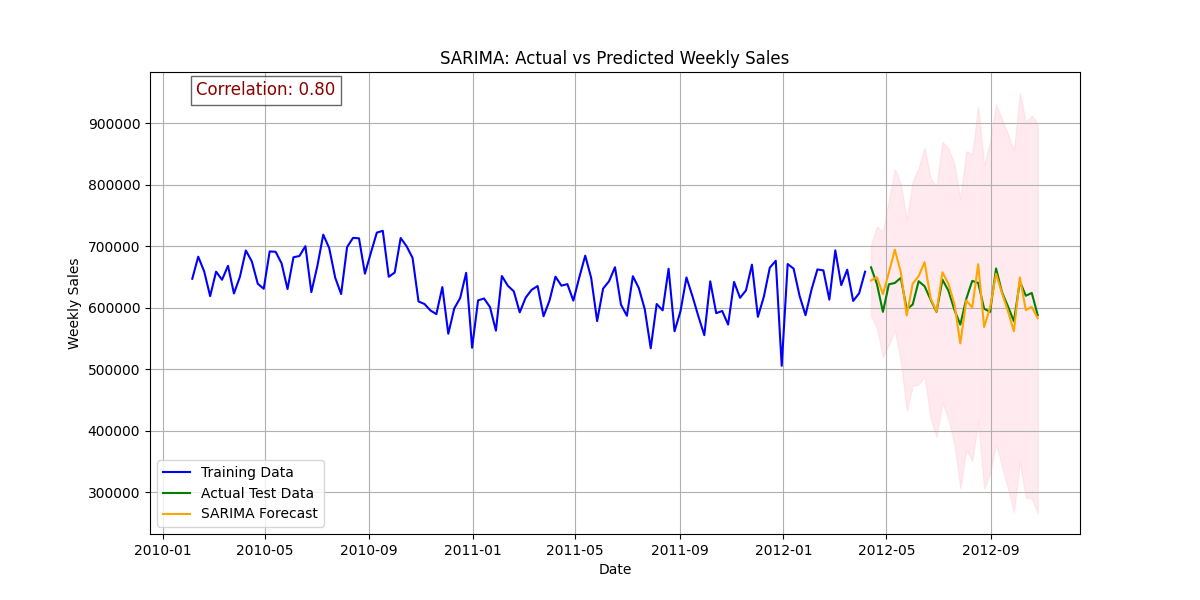 SARIMA: Actual vs Predicted Weekly Sales
Correlation: 0.80
Weekly Sales
900000
800000
700000
600000
500000
400000
300000
Training Data
Actual Test Data
SARIMA Forecast
2010-01 2010-05 2010-09 2011-01 2011-05 2011-09 2012-01 2012-05 2012-09
Date